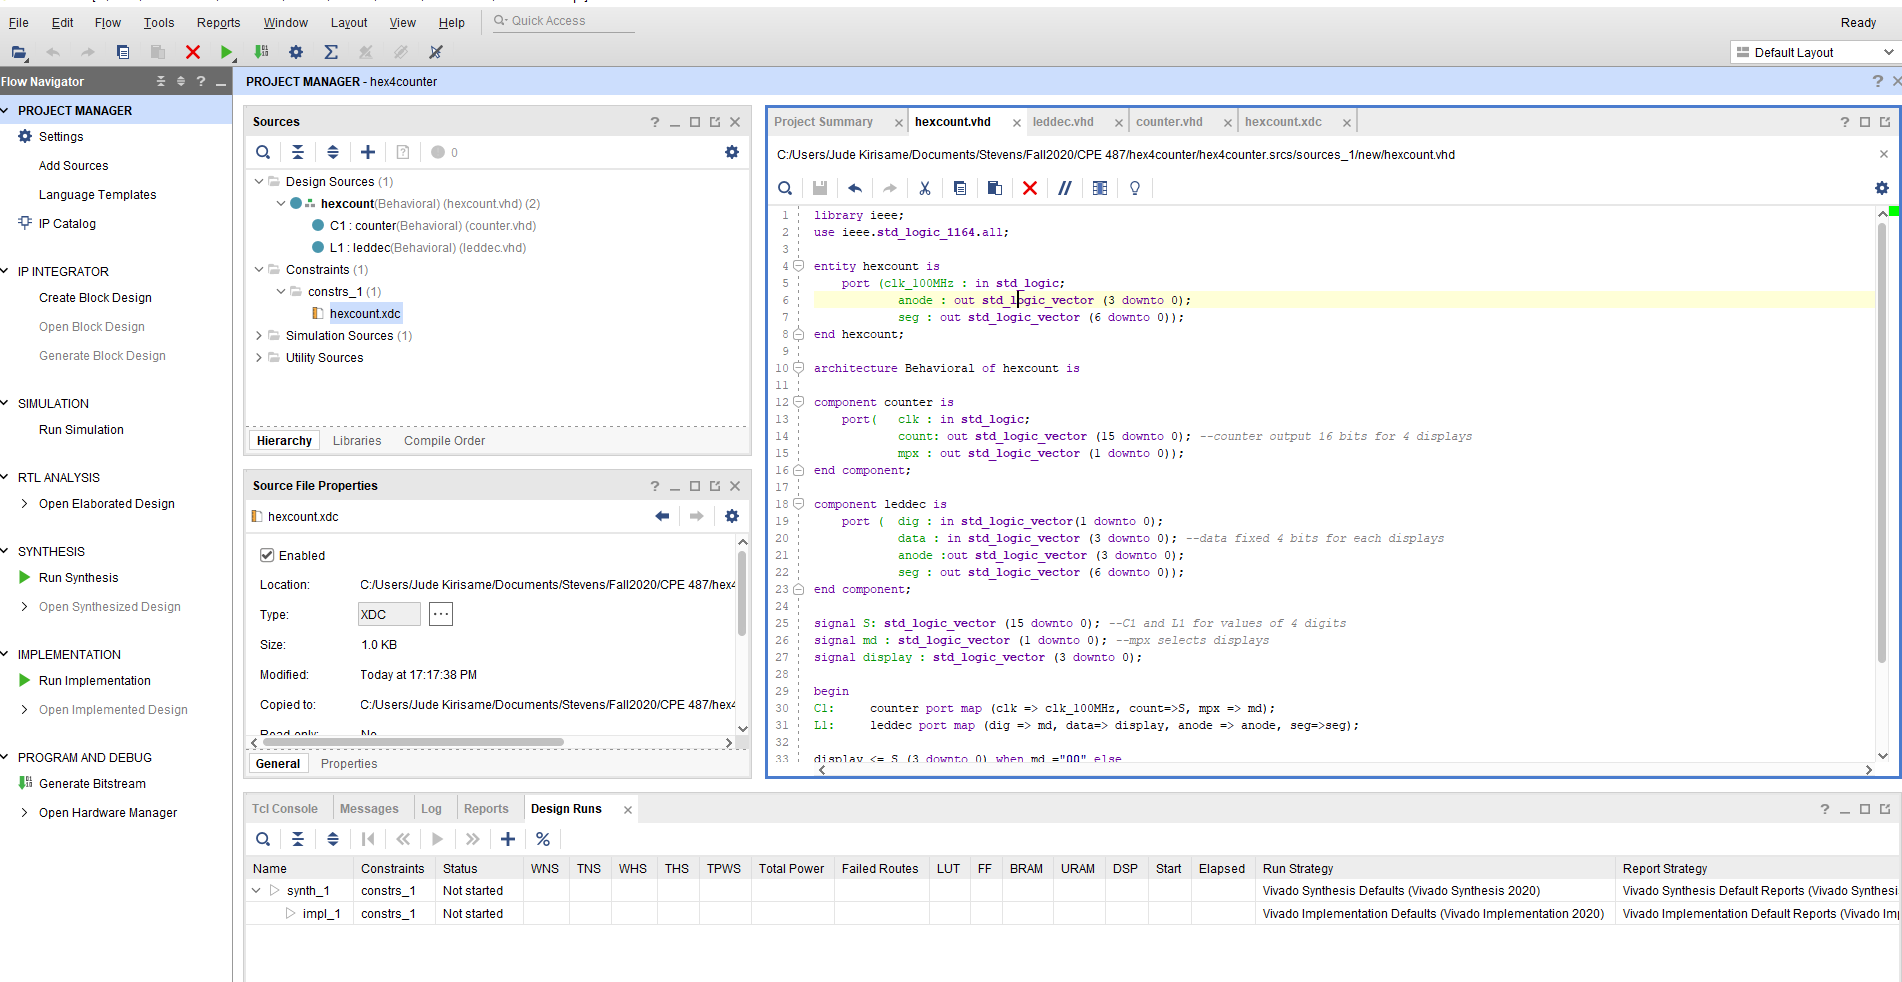 File Edit Flow Tools Reports Window Layout View Help Quick Access Ready
Default Layout
Flow Navigator
PROJECT MANAGER
Settings
Add Sources
Language Templates
IP Catalog
IP INTEGRATOR
Create Block Design
Open Block Design
Generate Block Design
SIMULATION
Run Simulation
RTL ANALYSIS
Open Elaborated Design
SYNTHESIS
Run Synthesis
Open Synthesized Design
IMPLEMENTATION
Run Implementation
Open Implemented Design
PROGRAM AND DEBUG
Generate Bitstream
Open Hardware Manager
PROJECT MANAGER - hex4counter
Sources
0
Design Sources (1)
hexcount(Behavioral) (hexcount.vhd) (2)
C1 : counter(Behavioral) (counter.vhd)
L1 : leddec(Behavioral) (leddec.vhd)
Constraints (1)
constrs_1 (1)
hexcount.xdc
Simulation Sources (1)
Utility Sources
Hierarchy Libraries Compile Order
Source File Properties
hexcount.xdc
Enabled
Location: C:/Users/Jude Kirisame/Documents/Stevens/Fall2020/CPE 487/hex4
Type: XDC ...
Size: 1.0 KB
Modified: Today at 17:17:38 PM
Copied to: C:/Users/Jude Kirisame/Documents/Stevens/Fall2020/CPE 487/hex4
Read-only: No
General Properties
Project Summary hexcount.vhd leddec.vhd counter.vhd hexcount.xdc
C:/Users/Jude Kirisame/Documents/Stevens/Fall2020/CPE 487/hex4counter/hex4counter.srcs/sources_1/new/hexcount.vhd
1 library ieee;
2 use ieee.std_logic_1164.all;
3
4 entity hexcount is
5 port (clk_100MHz : in std_logic;
6 anode : out std_logic_vector (3 downto 0);
7 seg : out std_logic_vector (6 downto 0));
8 end hexcount;
9
10 architecture Behavioral of hexcount is
11
12 component counter is
13 port( clk : in std_logic;
14 count: out std_logic_vector (15 downto 0); --counter output 16 bits for 4 displays
15 mpx : out std_logic_vector (1 downto 0));
16 end component;
17
18 component leddec is
19 port ( dig : in std_logic_vector(1 downto 0);
20 data : in std_logic_vector (3 downto 0); --data fixed 4 bits for each displays
21 anode :out std_logic_vector (3 downto 0);
22 seg : out std_logic_vector (6 downto 0));
23 end component;
24
25 signal S: std_logic_vector (15 downto 0); --C1 and L1 for values of 4 digits
26 signal md : std_logic_vector (1 downto 0); --mpx selects displays
27 signal display : std_logic_vector (3 downto 0);
28
29 begin
30 C1: counter port map (clk => clk_100MHz, count=>S, mpx => md);
31 L1: leddec port map (dig => md, data=> display, anode => anode, seg=>seg);
32
33 display <= S (3 downto 0) when md ="00" else
Tcl Console Messages Log Reports Design Runs
Name Constraints Status WNS TNS WHS THS TPWS Total Power Failed Routes LUT FF BRAM URAM DSP Start Elapsed Run Strategy Report Strategy
synth_1 constrs_1 Not started Vivado Synthesis Defaults (Vivado Synthesis 2020) Vivado Synthesis Default Reports (Vivado Synthesi
impl_1 constrs_1 Not started Vivado Implementation Defaults (Vivado Implementation 2020) Vivado Implementation Default Reports (Vivado Im